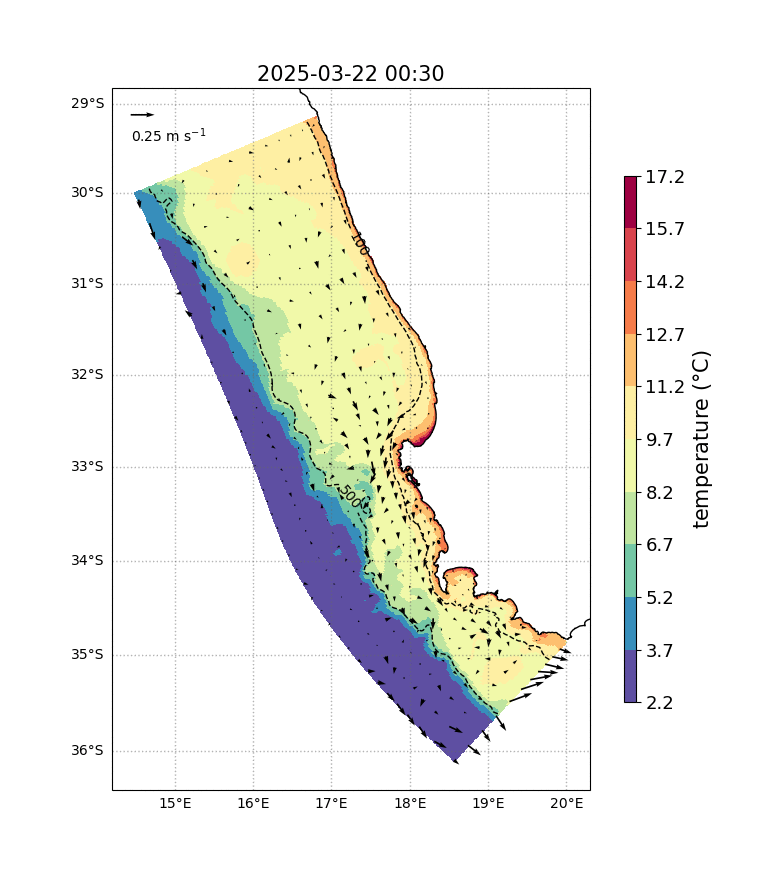 2025-03-22 00:30
29°S
0.25 m s⁻¹
30°S
31°S
32°S
33°S
34°S
35°S
36°S
100
500
15°E
16°E
17°E
18°E
19°E
20°E
17.2
15.7
14.2
12.7
11.2
9.7
8.2
6.7
5.2
3.7
2.2
temperature (°C)